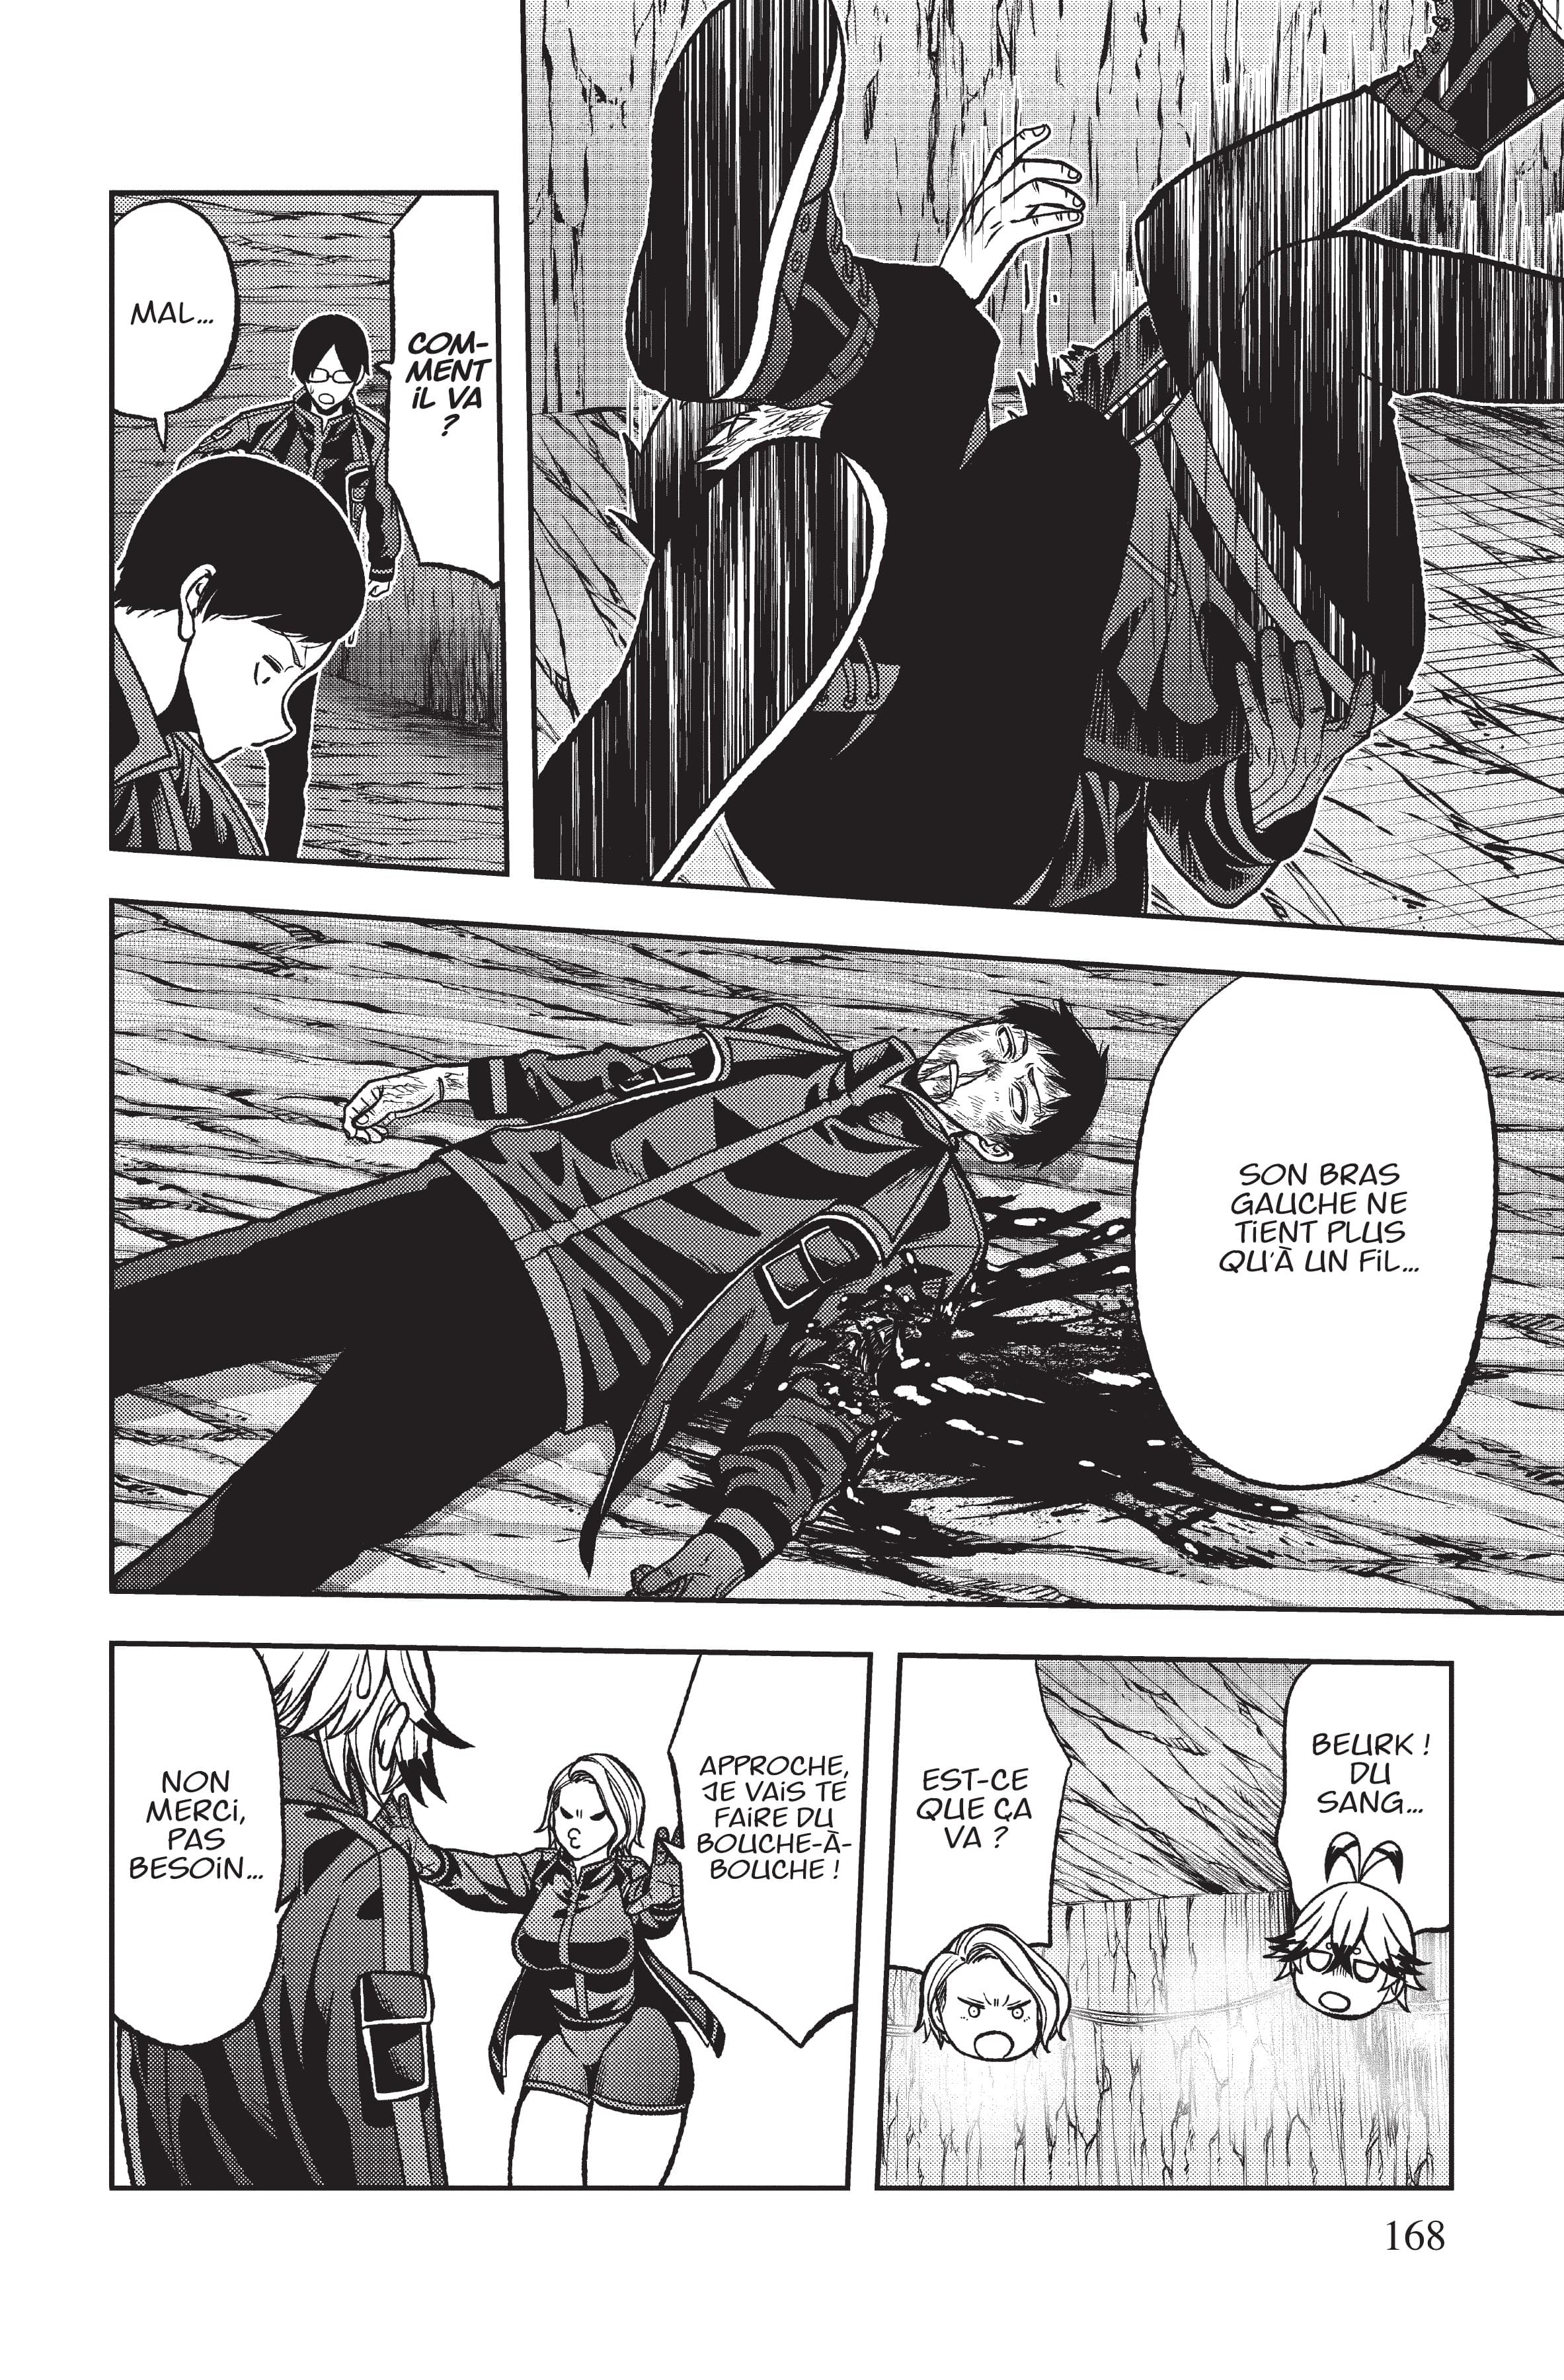 COM-
MENT
IL VA
?
MAL...
SON BRAS
GAUCHE NE
TIENT PLUS
QU'À UN FIL...
BEURK !
DU
SANG...
EST-CE
QUE ÇA
VA ?
APPROCHE,
JE VAIS TE
FAIRE DU
BOUCHE-À-
BOUCHE !
NON
MERCI,
PAS
BESOIN...
168